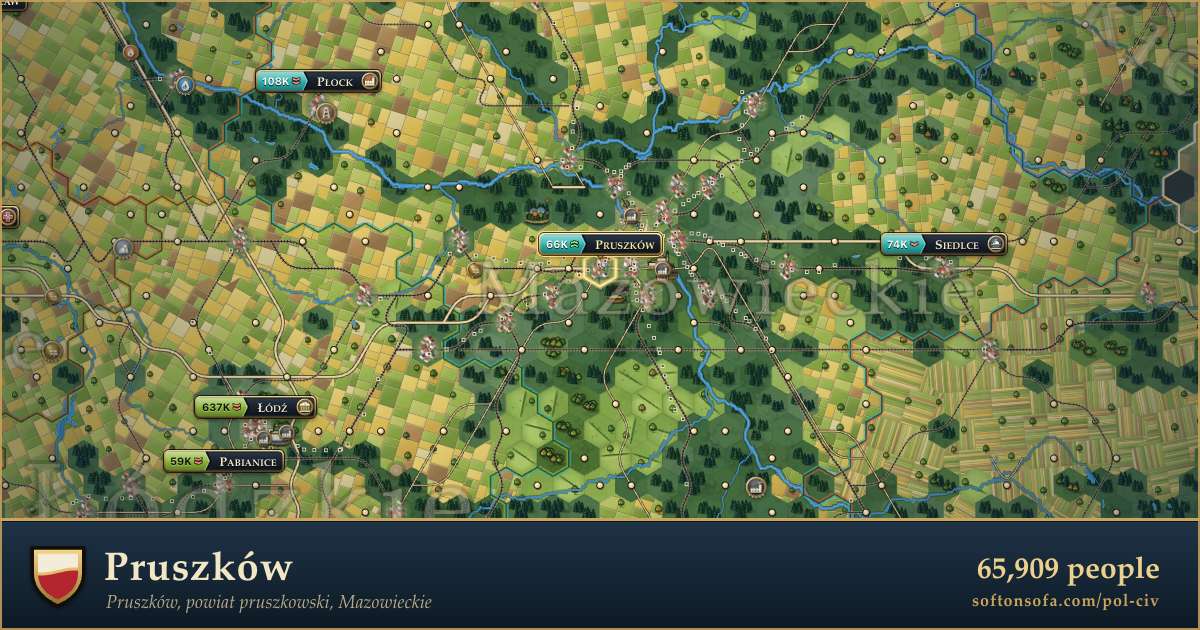 108K Płock
66K Pruszków
74K Siedlce
Mazowieckie
637K Łódź
59K Pabianice
Łódzkie
Pruszków
Pruszków, powiat pruszkowski, Mazowieckie
65,909 people
softonsofa.com/pol-civ